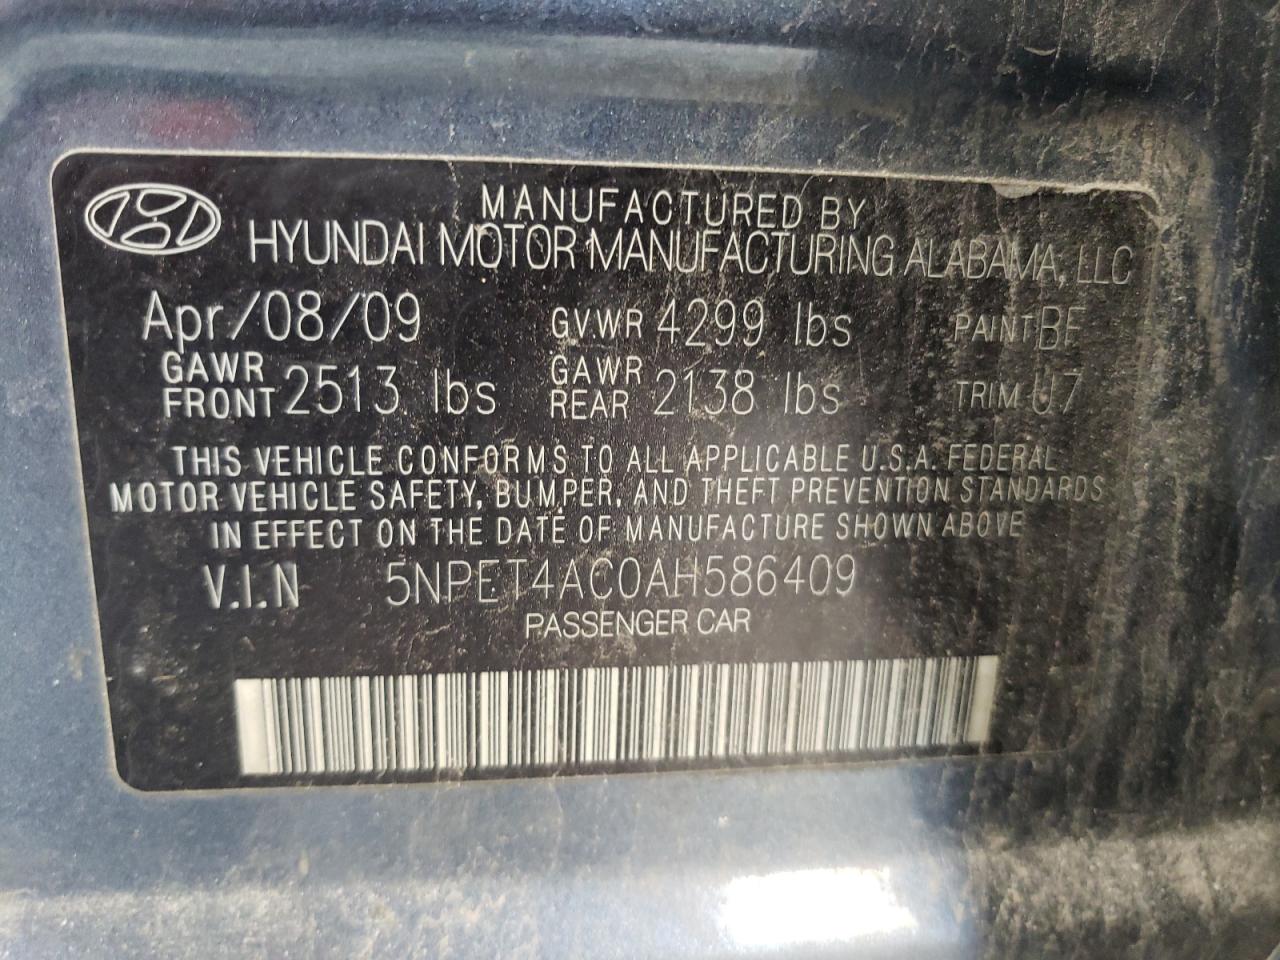 MANUFACTURED BY
HYUNDAI MOTOR MANUFACTURING ALABAMA, LLC
Apr/08/09 GVWR 4299 lbs PAINT BF
GAWR FRONT 2513 lbs GAWR REAR 2138 lbs TRIM U7
THIS VEHICLE CONFORMS TO ALL APPLICABLE U.S.A. FEDERAL
MOTOR VEHICLE SAFETY, BUMPER, AND THEFT PREVENTION STANDARDS
IN EFFECT ON THE DATE OF MANUFACTURE SHOWN ABOVE
V.I.N 5NPET4AC0AH586409
PASSENGER CAR